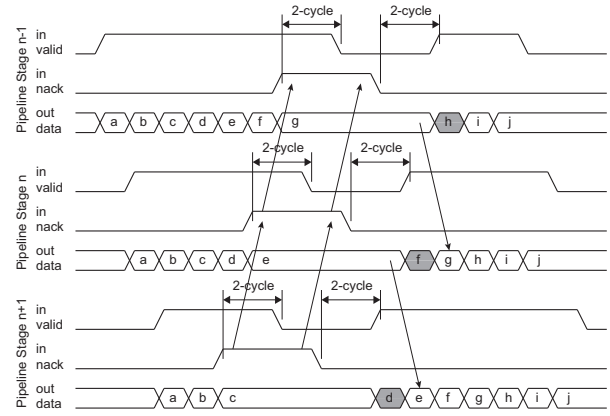 Pipeline Stage n-1
2-cycle 2-cycle
in valid
in nack
out data a b c d e f g h i j
Pipeline Stage n
2-cycle 2-cycle
in valid
in nack
out data a b c d e f g h i j
Pipeline Stage n+1
2-cycle 2-cycle
in valid
in nack
out data a b c d e f g h i j